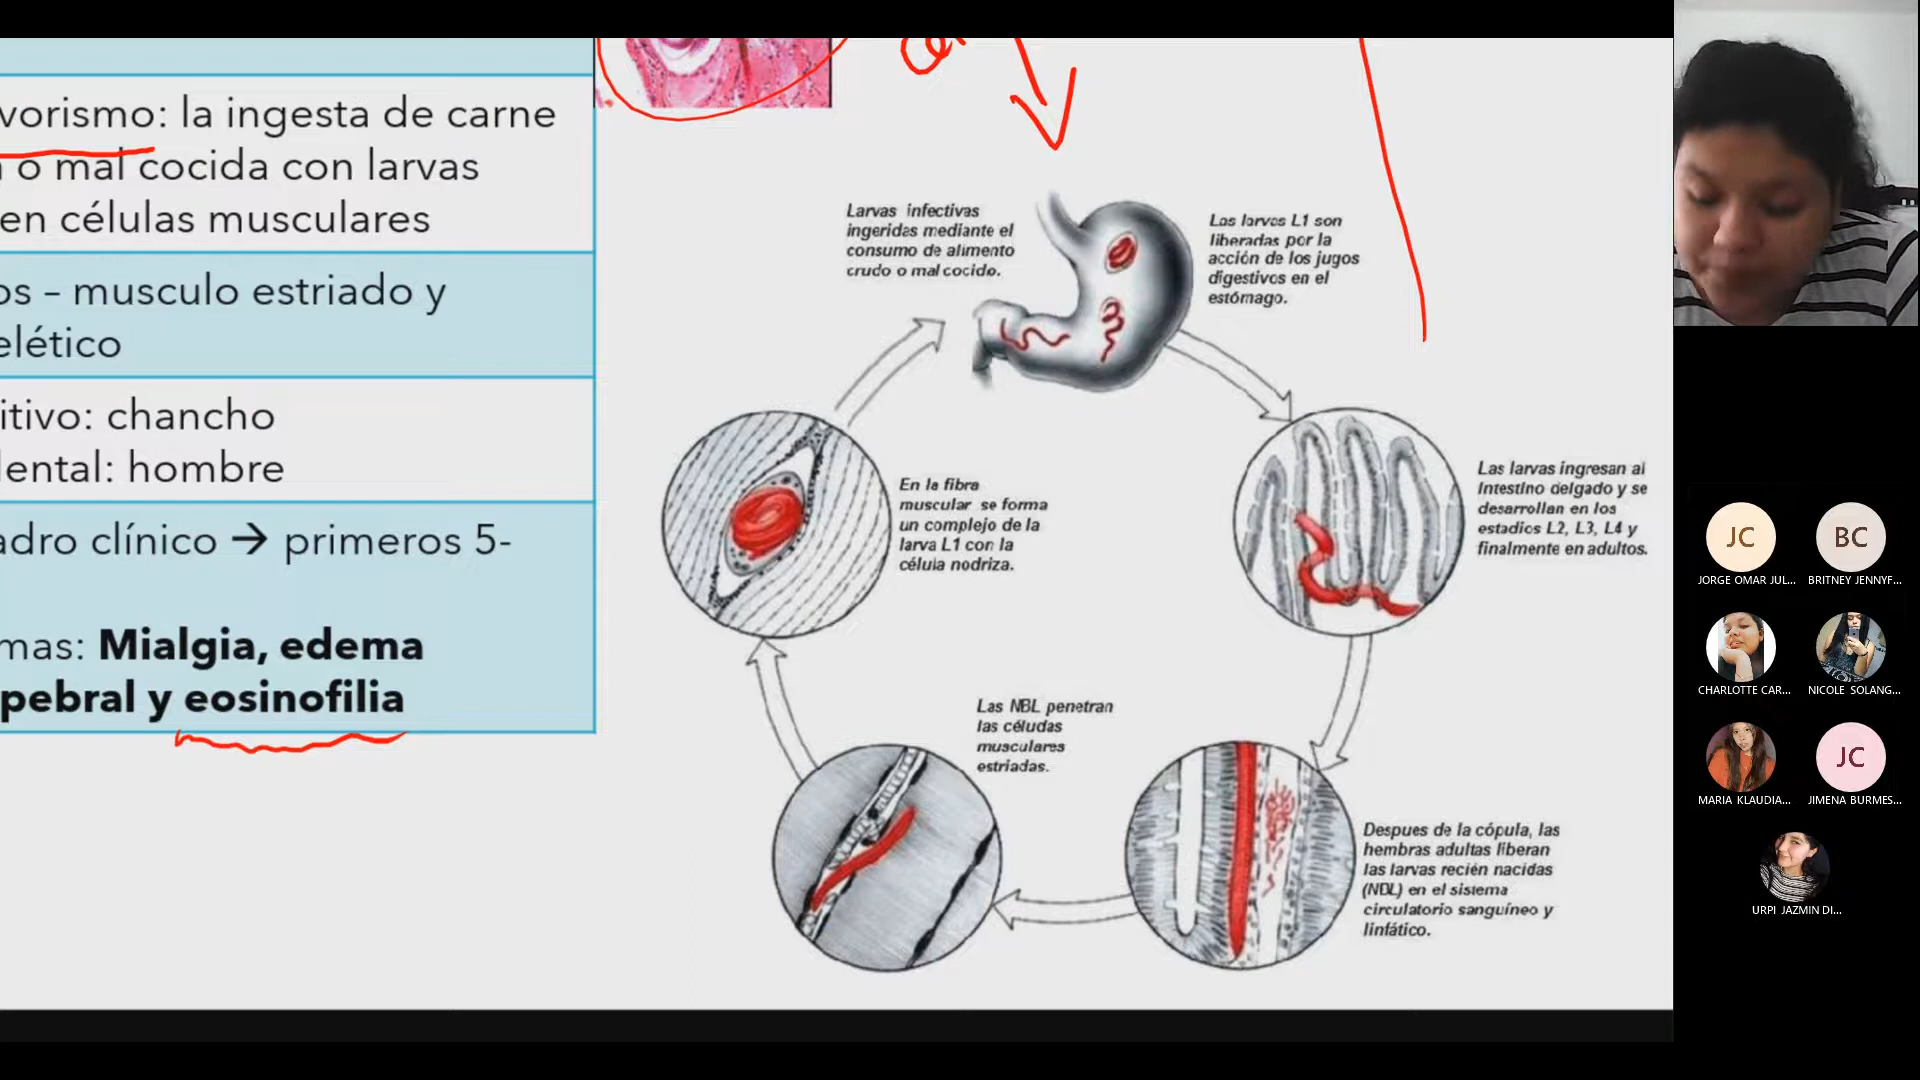 vorismo: la ingesta de carne
o mal cocida con larvas
en células musculares
os – musculo estriado y
elético
itivo: chancho
dental: hombre
adro clínico → primeros 5-
mas: Mialgia, edema
pebral y eosinofilia
Larvas infectivas
ingeridas mediante el
consumo de alimento
crudo o mal cocido.
Las larvas L1 son
liberadas por la
acción de los jugos
digestivos en el
estómago.
En la fibra
muscular se forma
un complejo de la
larva L1 con la
célula nodriza.
Las larvas ingresan al
intestino delgado y se
desarrollan en los
estadios L2, L3, L4 y
finalmente en adultos.
Las NBL penetran
las céludas
musculares
estriadas.
Despues de la cópula, las
hembras adultas liberan
las larvas recién nacidas
(NDL) en el sistema
circulatorio sanguíneo y
linfático.
JC
BC
JORGE OMAR JUL...
BRITNEY JENNYF...
CHARLOTTE CAR...
NICOLE SOLANG...
JC
MARIA KLAUDIA...
JIMENA BURMES...
URPI JAZMIN DI...